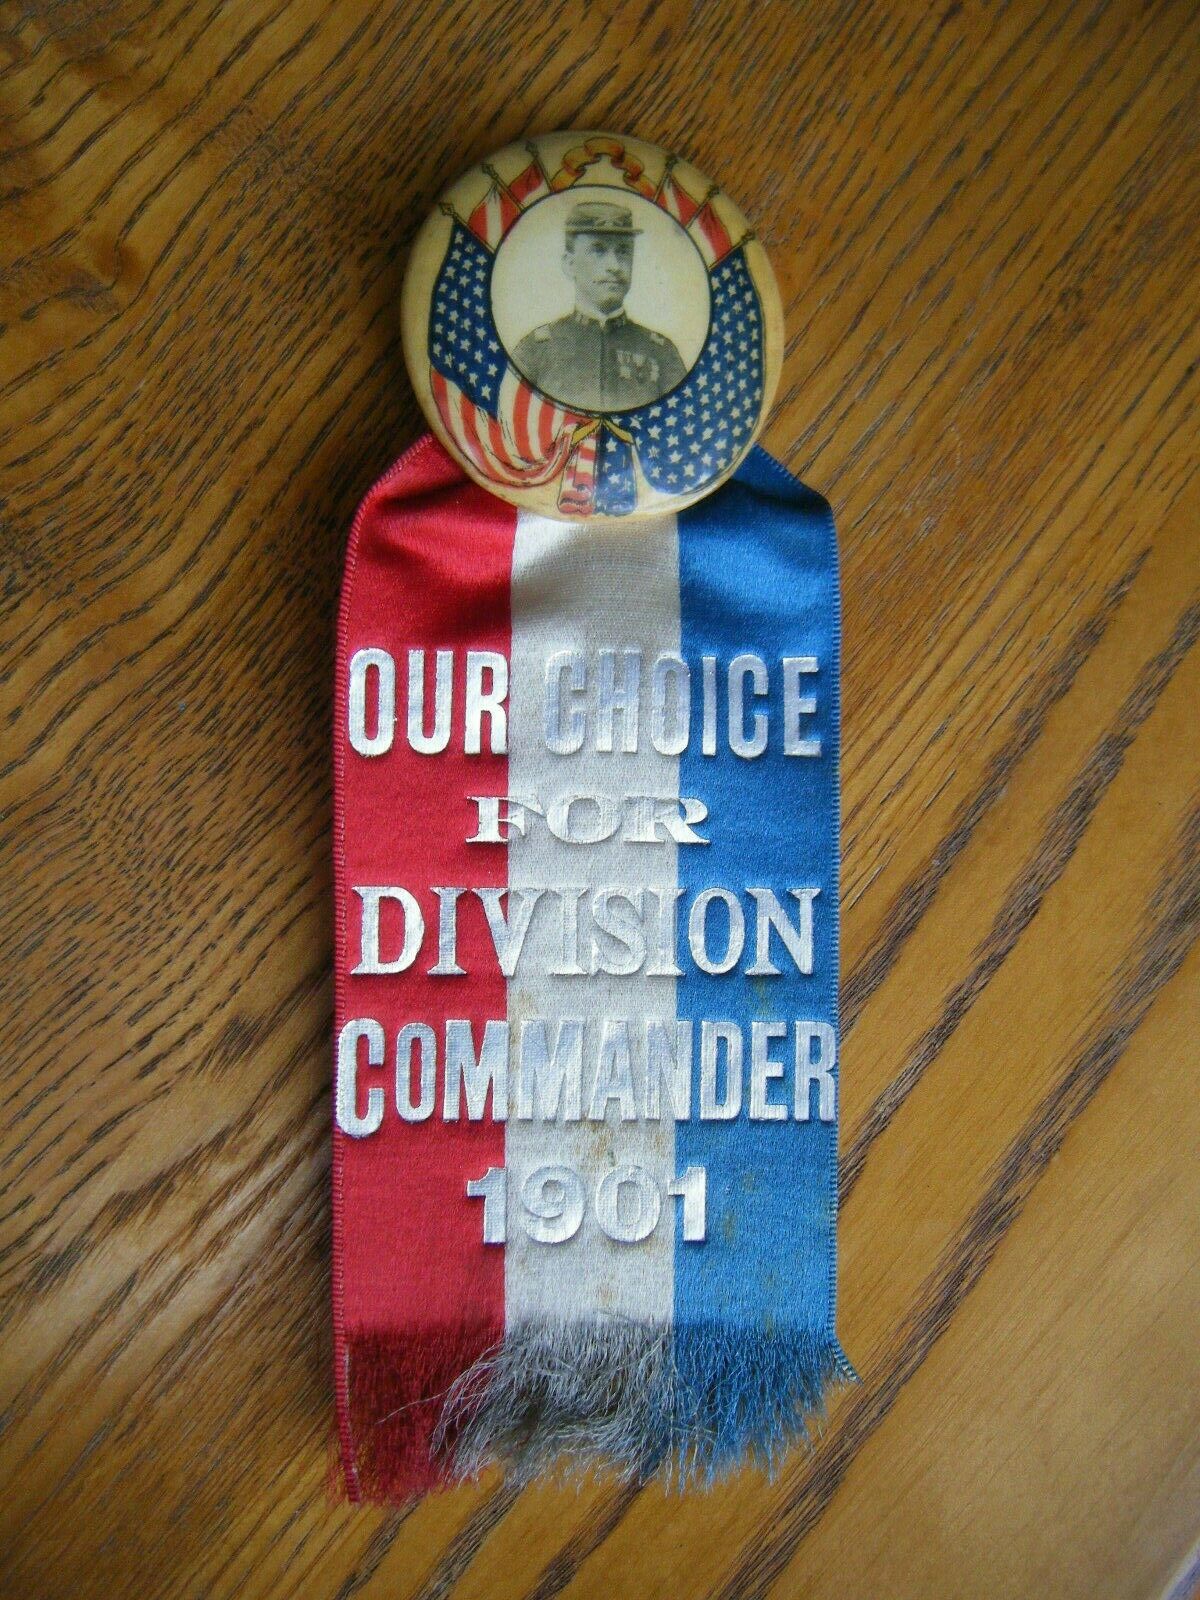 OUR CHOICE
FOR
DIVISION
COMMANDER
1901